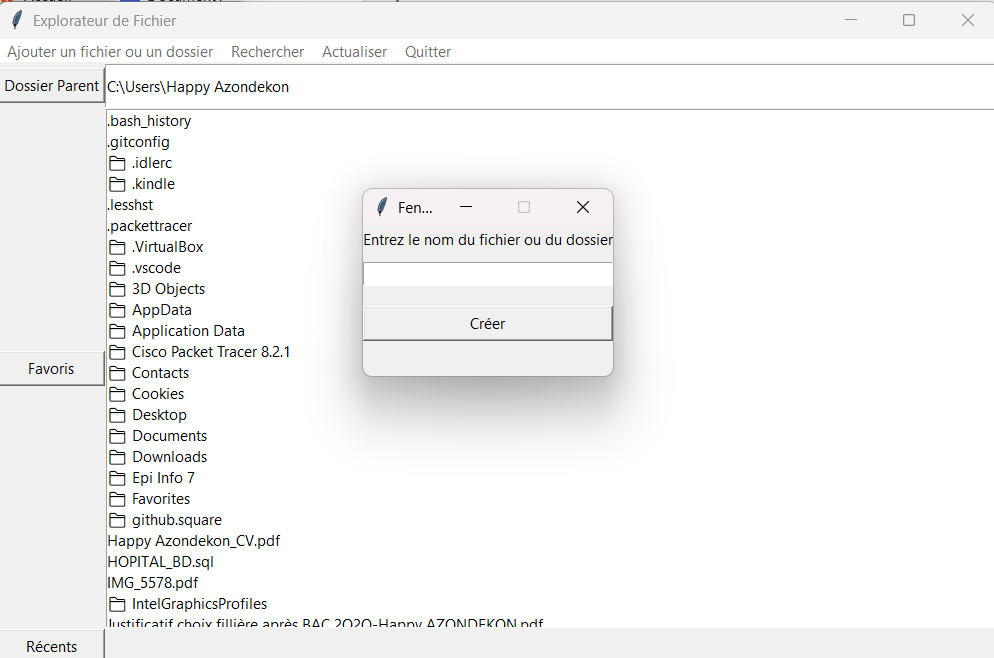 Explorateur de Fichier
Ajouter un fichier ou un dossier Rechercher Actualiser Quitter
Dossier Parent C:\Users\Happy Azondekon
.bash_history
.gitconfig
.idlerc
.kindle
.lesshst
.packettracer
.VirtualBox
.vscode
3D Objects
AppData
Application Data
Cisco Packet Tracer 8.2.1
Contacts
Cookies
Desktop
Documents
Downloads
Epi Info 7
Favorites
github.square
Happy Azondekon_CV.pdf
HOPITAL_BD.sql
IMG_5578.pdf
IntelGraphicsProfiles
Justificatif choix fillière après BAC 2020-Happy AZONDEKON.pdf
Favoris
Récents
Fen...
Entrez le nom du fichier ou du dossier
Créer